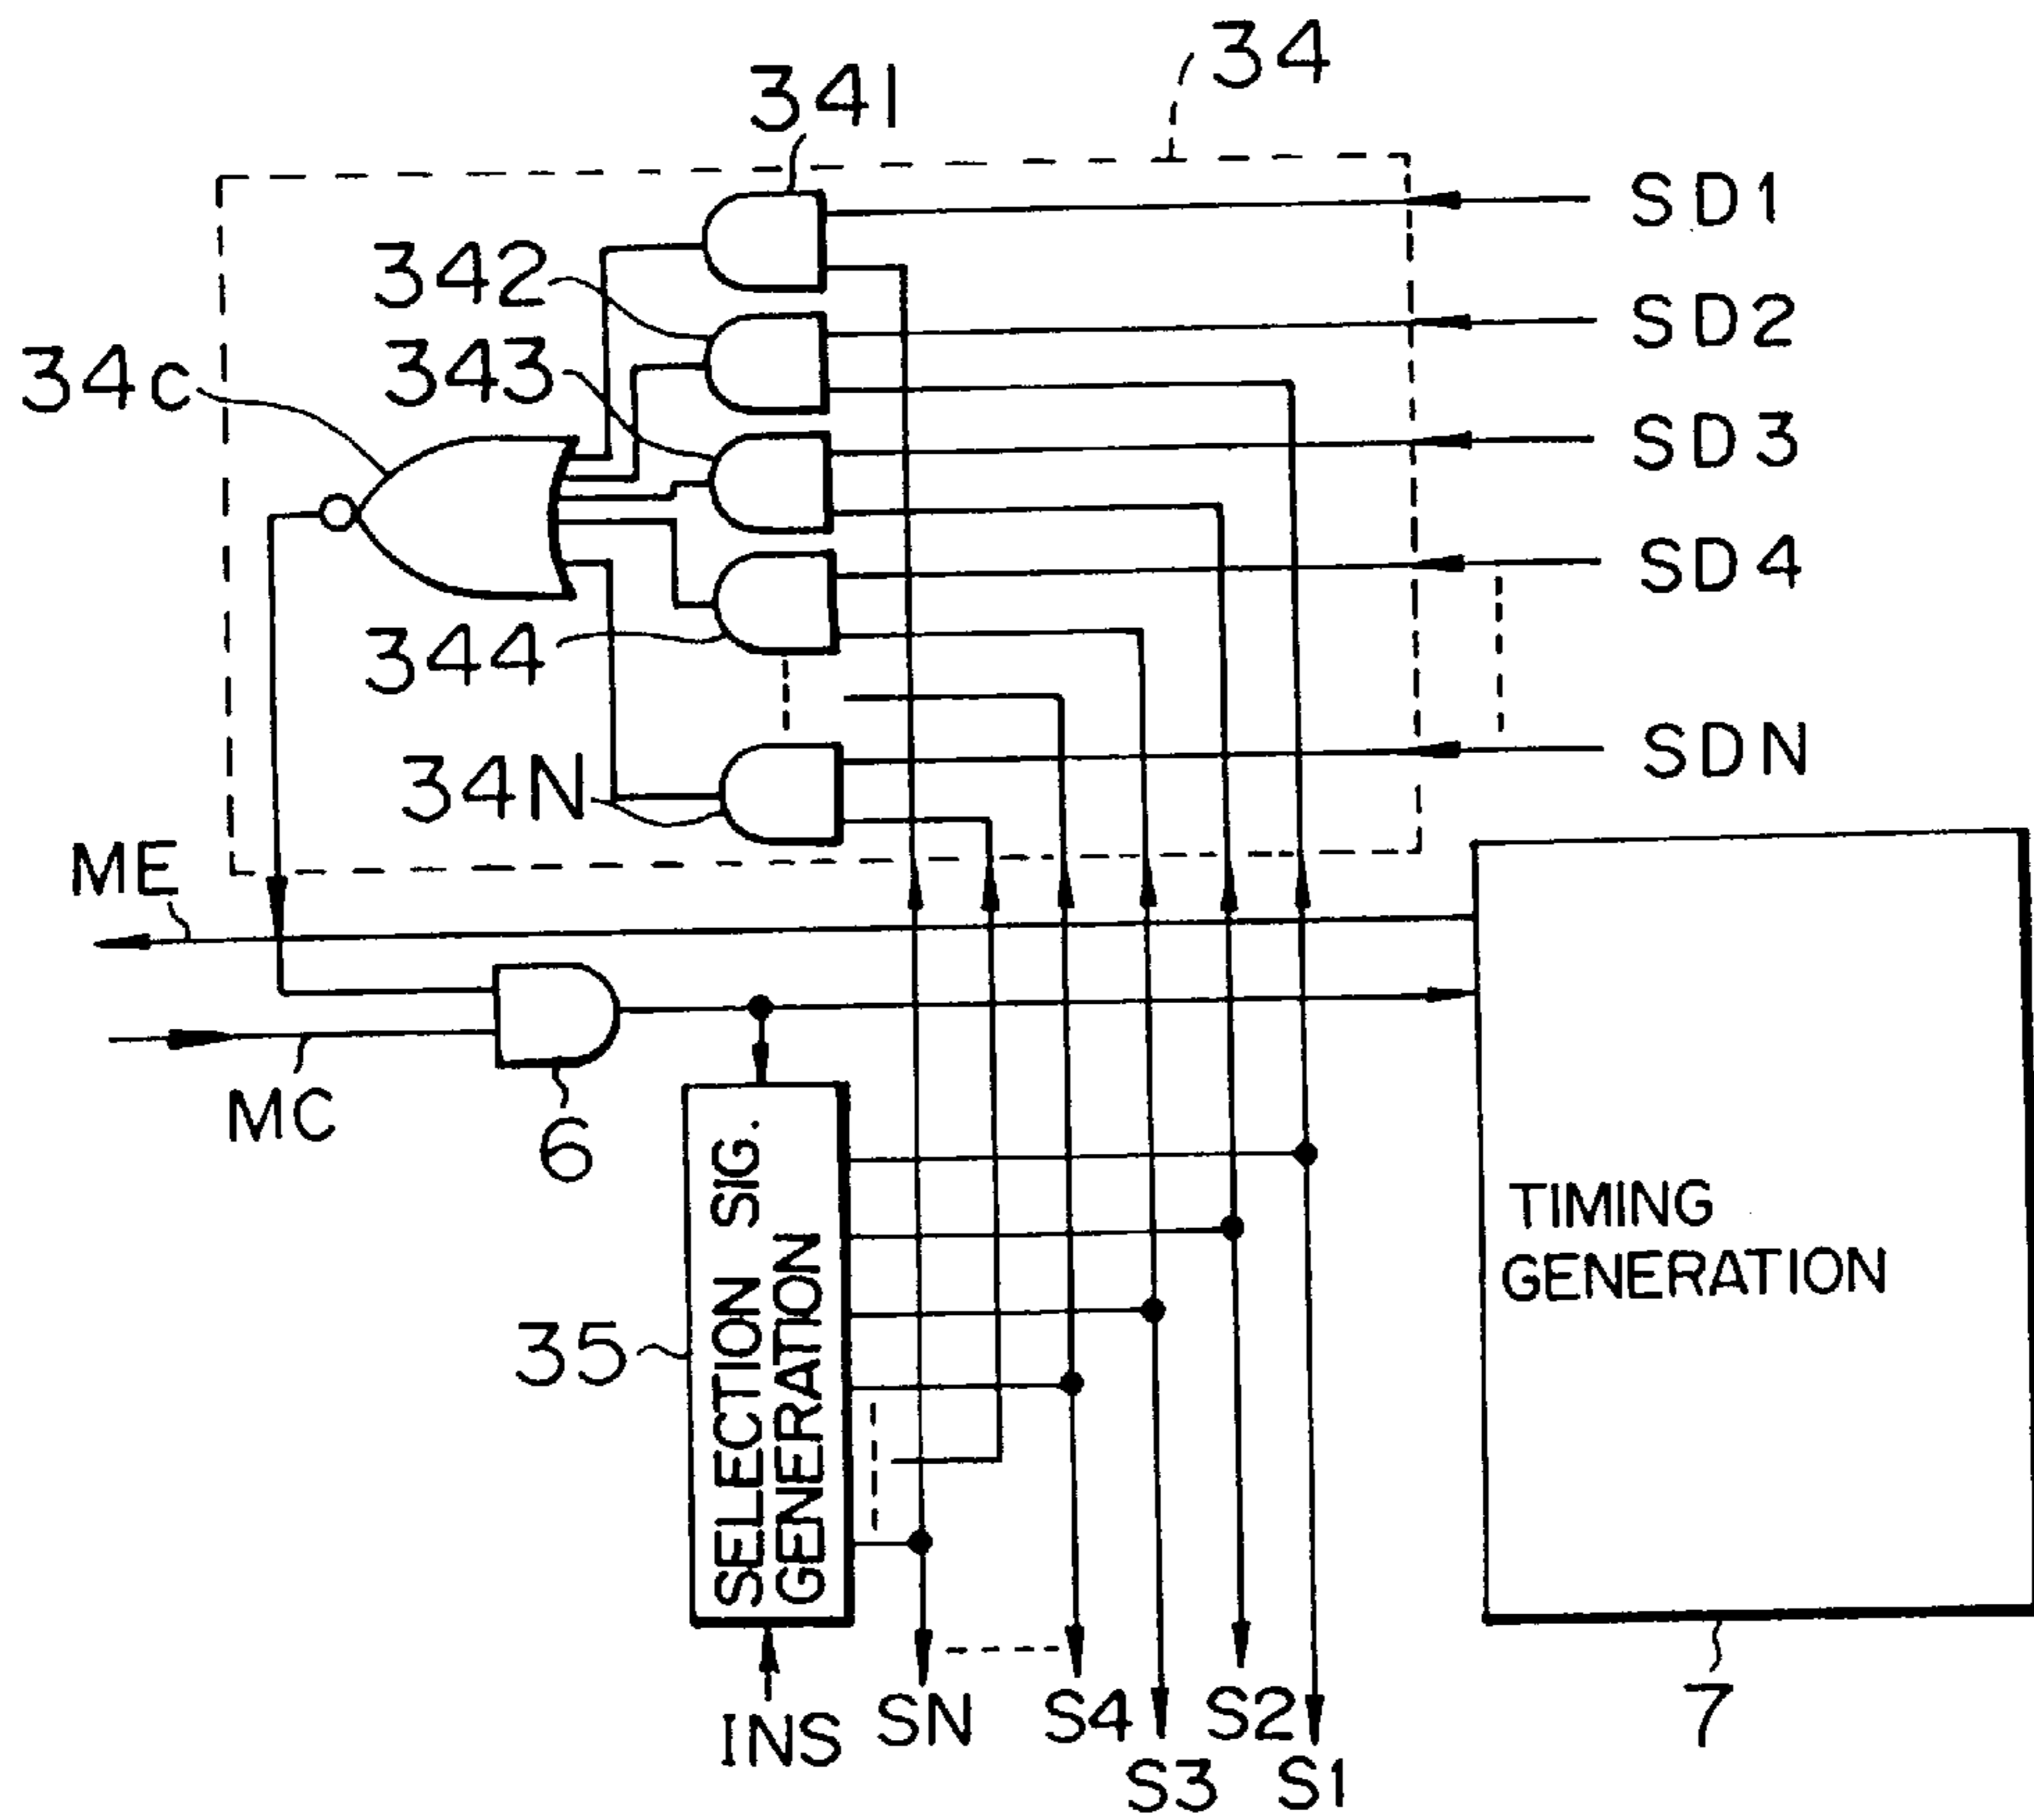 34
341
SD1
342
SD2
343
34c
SD3
SD4
344
SDN
34N
ME
MC
6
SELECTION SIG.
GENERATION
TIMING
GENERATION
35
INS
SN
S4
S2
7
S3
S1